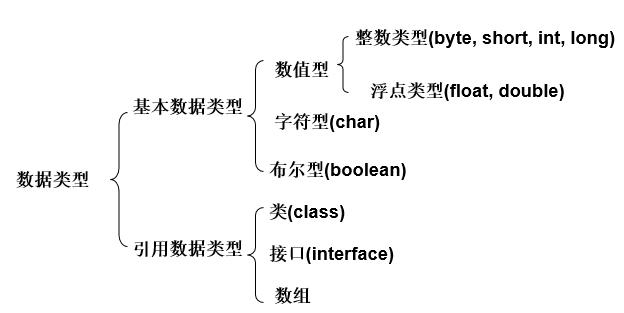 整数类型(byte, short, int, long)
数值型
浮点类型(float, double)
基本数据类型
字符型(char)
布尔型(boolean)
数据类型
类(class)
引用数据类型
接口(interface)
数组